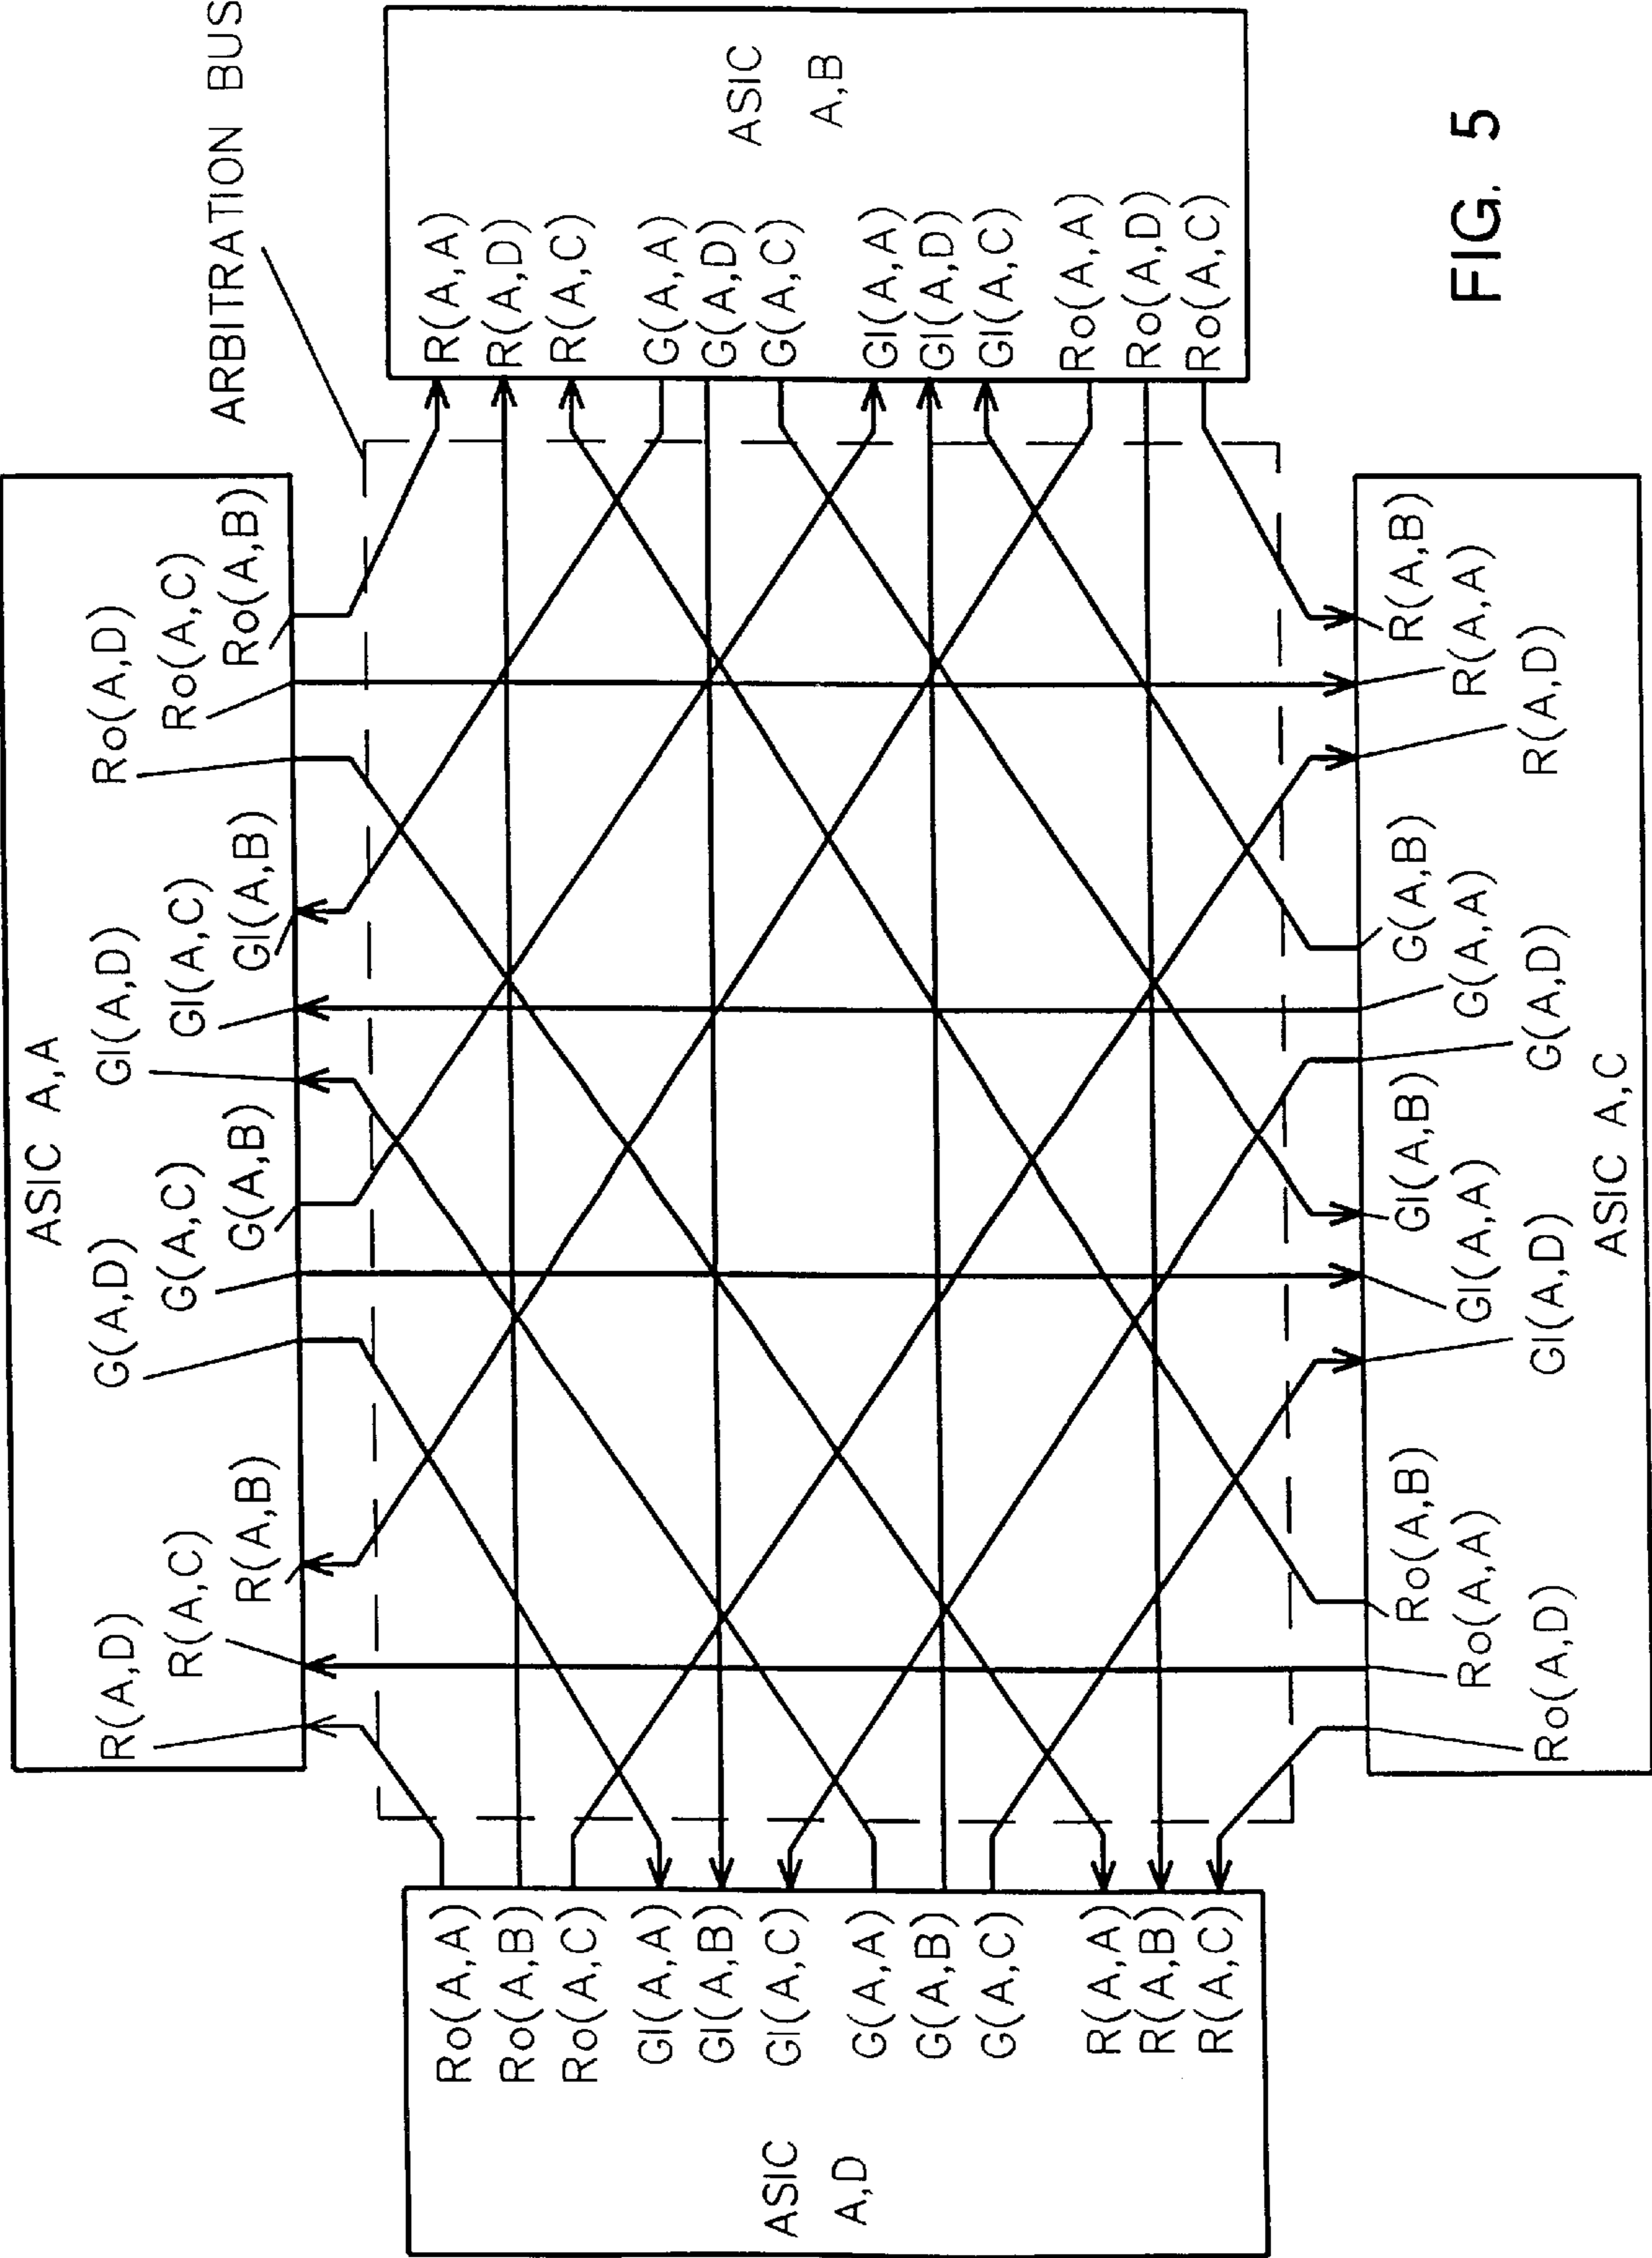 ARBITRATION BUS
ASIC A,A
R(A,D)
R(A,C)
R(A,B)
G(A,D)
G(A,C)
G(A,B)
GI(A,D)
GI(A,C)
GI(A,B)
Ro(A,D)
Ro(A,C)
Ro(A,B)
ASIC
A,D
Ro(A,A)
Ro(A,B)
Ro(A,C)
GI(A,A)
GI(A,B)
GI(A,C)
G(A,A)
G(A,B)
G(A,C)
R(A,A)
R(A,B)
R(A,C)
ASIC
A,B
R(A,A)
R(A,D)
R(A,C)
G(A,A)
G(A,D)
G(A,C)
GI(A,A)
GI(A,D)
GI(A,C)
Ro(A,A)
Ro(A,D)
Ro(A,C)
Ro(A,B)
Ro(A,A)
Ro(A,D)
GI(A,B)
GI(A,A)
GI(A,D)
G(A,B)
G(A,A)
G(A,D)
R(A,B)
R(A,A)
R(A,D)
ASIC A,C
FIG. 5